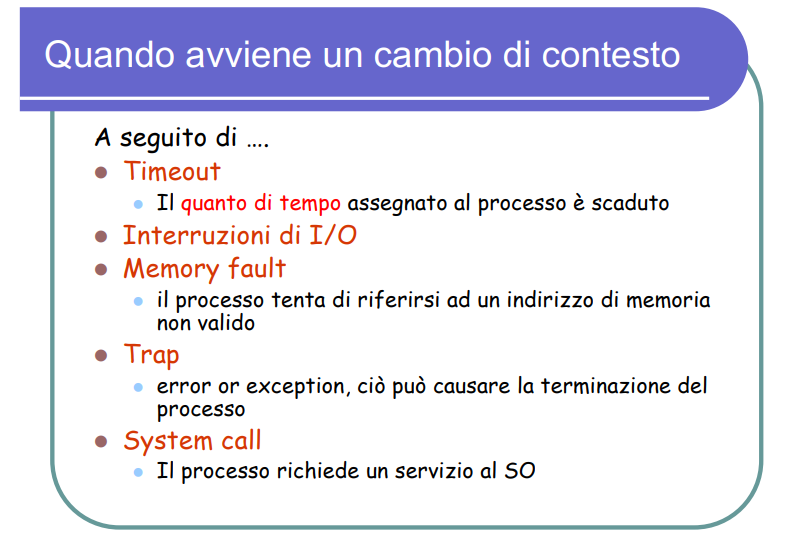 Quando avviene un cambio di contesto
A seguito di ....
Timeout
Il quanto di tempo assegnato al processo è scaduto
Interruzioni di I/O
Memory fault
il processo tenta di riferirsi ad un indirizzo di memoria
non valido
Trap
error or exception, ciò può causare la terminazione del
processo
System call
Il processo richiede un servizio al SO